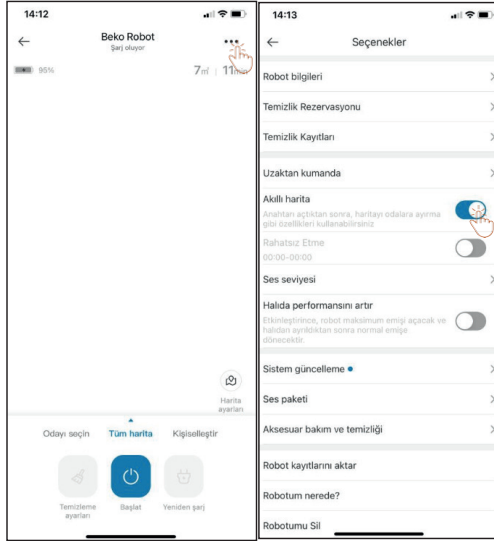 14:12
Beko Robot
Şarj oluyor
95%
7㎡ | 11min
Harita
ayarları
Odayı seçin
Tüm harita
Kişiselleştir
Temizleme
ayarları
Başlat
Yeniden şarj
14:13
Seçenekler
Robot bilgileri
Temizlik Rezervasyonu
Temizlik Kayıtları
Uzaktan kumanda
Akıllı harita
Anahtarı açtıktan sonra, haritayı odalara ayırma
gibi özellikleri kullanabilirsiniz
Rahatsız Etme
00:00-00:00
Ses seviyesi
Halıda performansını artır
Etkinleştirince, robot maksimum emişi açacak ve
halıdan ayrıldıktan sonra normal emişe
dönecektir.
Sistem güncelleme
Ses paketi
Aksesuar bakım ve temizliği
Robot kayıtlarını aktar
Robotum nerede?
Robotumu Sil